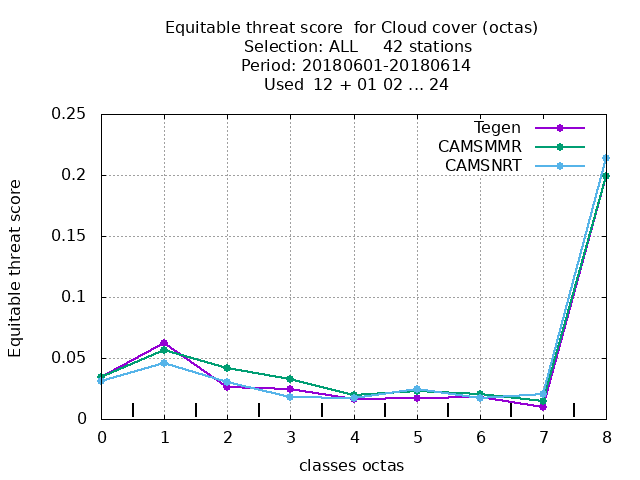 Equitable threat score  for Cloud cover (octas)
Selection: ALL     42 stations
Period: 20180601-20180614
Used  12 + 01 02 ... 24
Tegen
CAMSMMR
CAMSNRT
0.25
0.2
0.15
0.1
0.05
0
Equitable threat score
0 1 2 3 4 5 6 7 8
classes octas